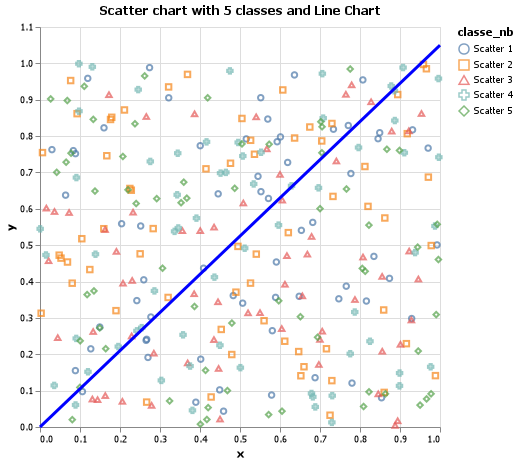 Scatter chart with 5 classes and Line Chart
1.1
1.0
0.9
0.8
0.7
0.6
0.5
0.4
0.3
0.2
0.1
0.0
y
0.0 0.1 0.2 0.3 0.4 0.5 0.6 0.7 0.8 0.9 1.0
x
classe_nb
Scatter 1
Scatter 2
Scatter 3
Scatter 4
Scatter 5